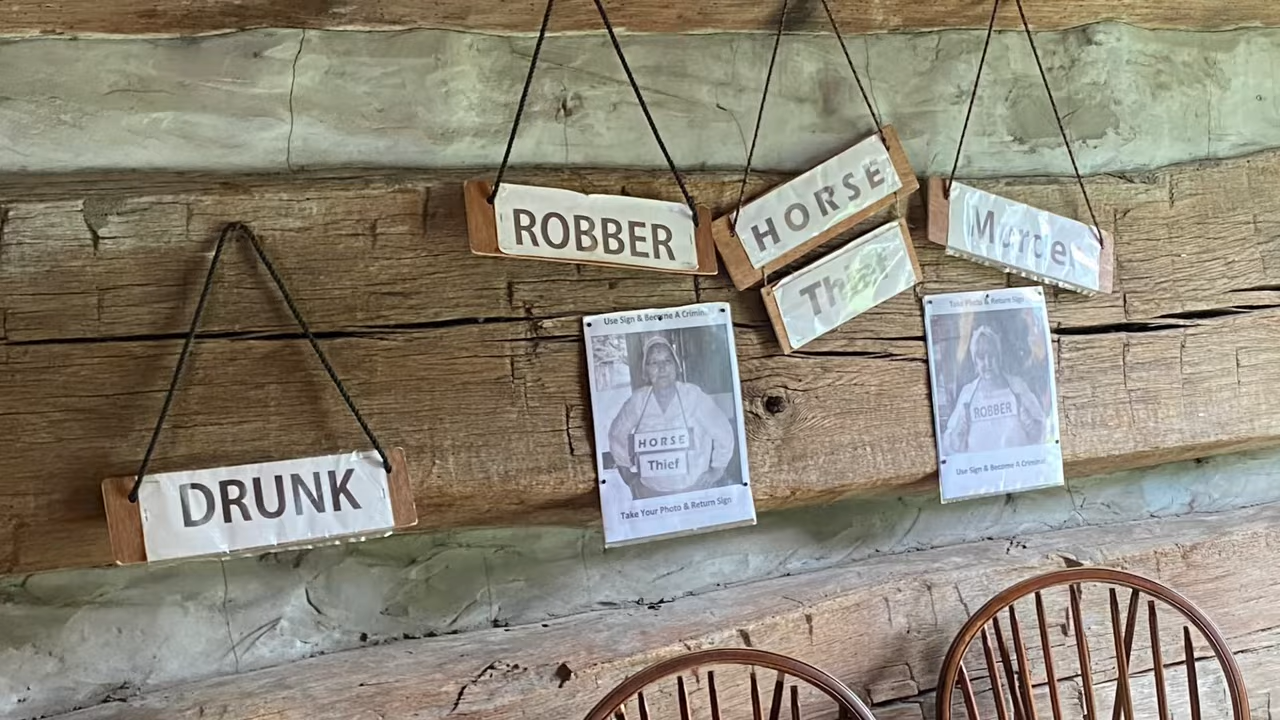 ROBBER
HORSE
Thief
Murder
DRUNK
Use Sign & Become A Criminal
HORSE
Thief
Take Your Photo & Return Sign
Take Photo & Return Sign
ROBBER
Use Sign & Become A Criminal